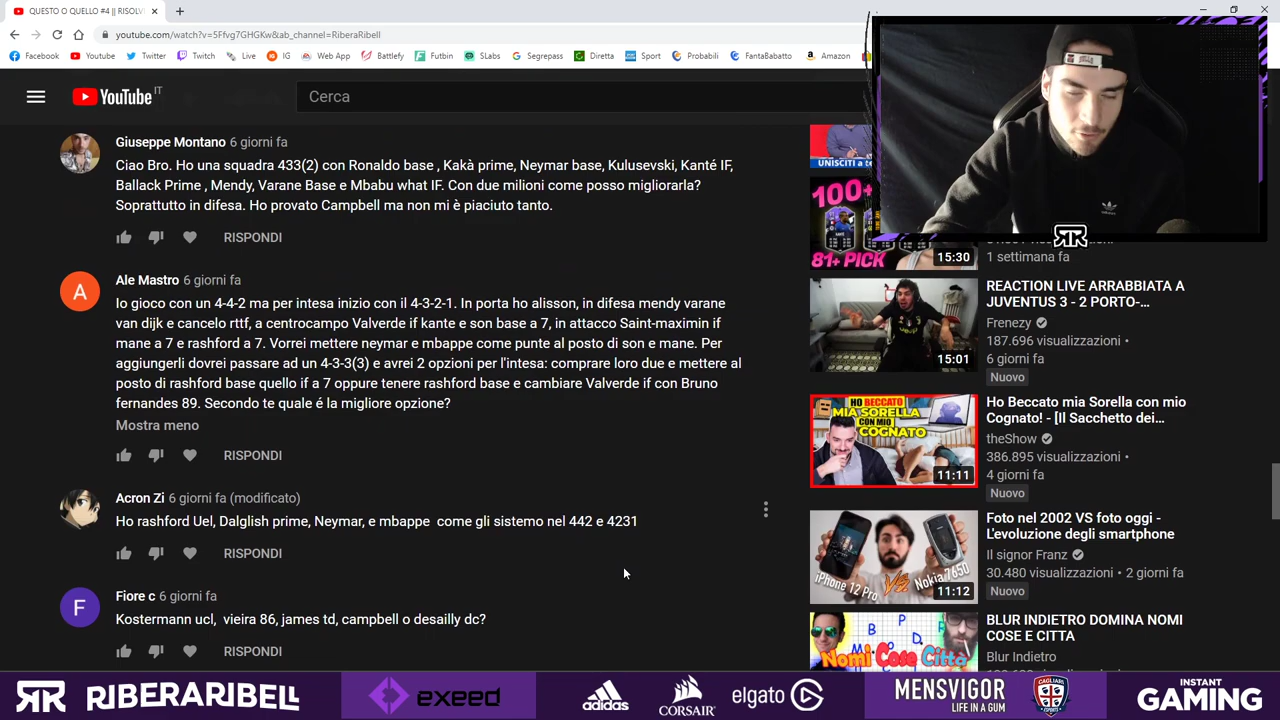 QUESTO O QUELLO #4 || RISOLV
youtube.com/watch?v=5Ffvg7GHGKw&ab_channel=RiberaRibell
Facebook
Youtube
Twitter
Twitch
Live
IG
Web App
Battlefy
Futbin
SLabs
Segrepass
Diretta
Sport
Probabili
FantaBabatto
Amazon
YouTube IT
Cerca
Giuseppe Montano 6 giorni fa
Ciao Bro. Ho una squadra 433(2) con Ronaldo base , Kakà prime, Neymar base, Kulusevski, Kanté IF,
Ballack Prime , Mendy, Varane Base e Mbabu what IF. Con due milioni come posso migliorarla?
Soprattutto in difesa. Ho provato Campbell ma non mi è piaciuto tanto.
RISPONDI
Ale Mastro 6 giorni fa
A
Io gioco con un 4-4-2 ma per intesa inizio con il 4-3-2-1. In porta ho alisson, in difesa mendy varane
van dijk e cancelo rttf, a centrocampo Valverde if kante e son base a 7, in attacco Saint-maximin if
mane a 7 e rashford a 7. Vorrei mettere neymar e mbappe come punte al posto di son e mane. Per
aggiungerli dovrei passare ad un 4-3-3(3) e avrei 2 opzioni per l'intesa: comprare loro due e mettere al
posto di rashford base quello if a 7 oppure tenere rashford base e cambiare Valverde if con Bruno
fernandes 89. Secondo te quale é la migliore opzione?
Mostra meno
RISPONDI
Acron Zi 6 giorni fa (modificato)
Ho rashford Uel, Dalglish prime, Neymar, e mbappe come gli sistemo nel 442 e 4231
RISPONDI
Fiore c 6 giorni fa
F
Kostermann ucl, vieira 86, james td, campbell o desailly dc?
RISPONDI
UNISCITI a
100+
81+ PICK
15:30
1 settimana fa
15:01
REACTION LIVE ARRABBIATA A
JUVENTUS 3 - 2 PORTO-...
Frenezy
187.696 visualizzazioni •
6 giorni fa
Nuovo
HO BECCATO
MIA SORELLA
CON MIO
COGNATO!
11:11
Ho Beccato mia Sorella con mio
Cognato! - [Il Sacchetto dei...
theShow
386.895 visualizzazioni •
4 giorni fa
Nuovo
iPhone 12 Pro VS Nokia 7650
11:12
Foto nel 2002 VS foto oggi -
L'evoluzione degli smartphone
Il signor Franz
30.480 visualizzazioni • 2 giorni fa
Nuovo
Nomi Cose Città
BLUR INDIETRO DOMINA NOMI
COSE E CITTA
Blur Indietro
adidas
RR
RR RIBERARIBELL
exeed
adidas
CORSAIR
elgato
MENSVIGOR
LIFE IN A GUM
CAGLIARI
INSTANT
GAMING